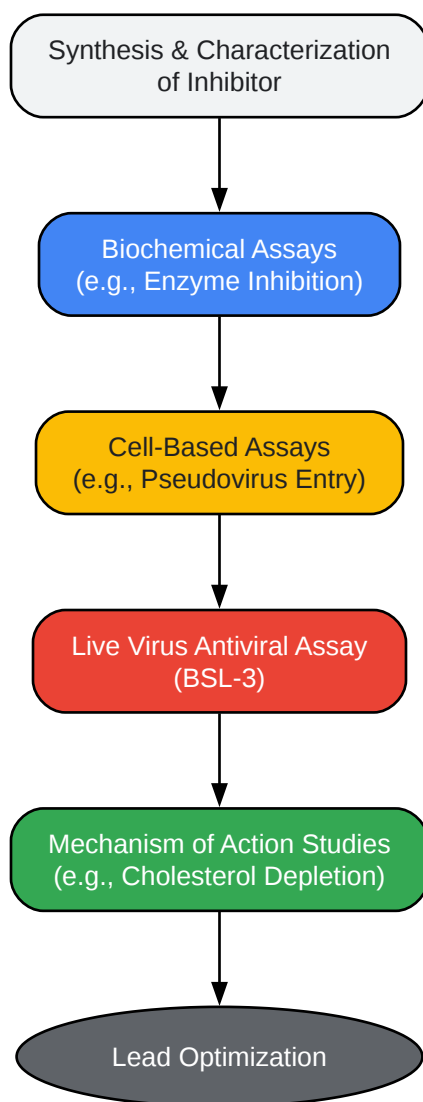 Synthesis & Characterization
of Inhibitor
Biochemical Assays
(e.g., Enzyme Inhibition)
Cell-Based Assays
(e.g., Pseudovirus Entry)
Live Virus Antiviral Assay
(BSL-3)
Mechanism of Action Studies
(e.g., Cholesterol Depletion)
Lead Optimization